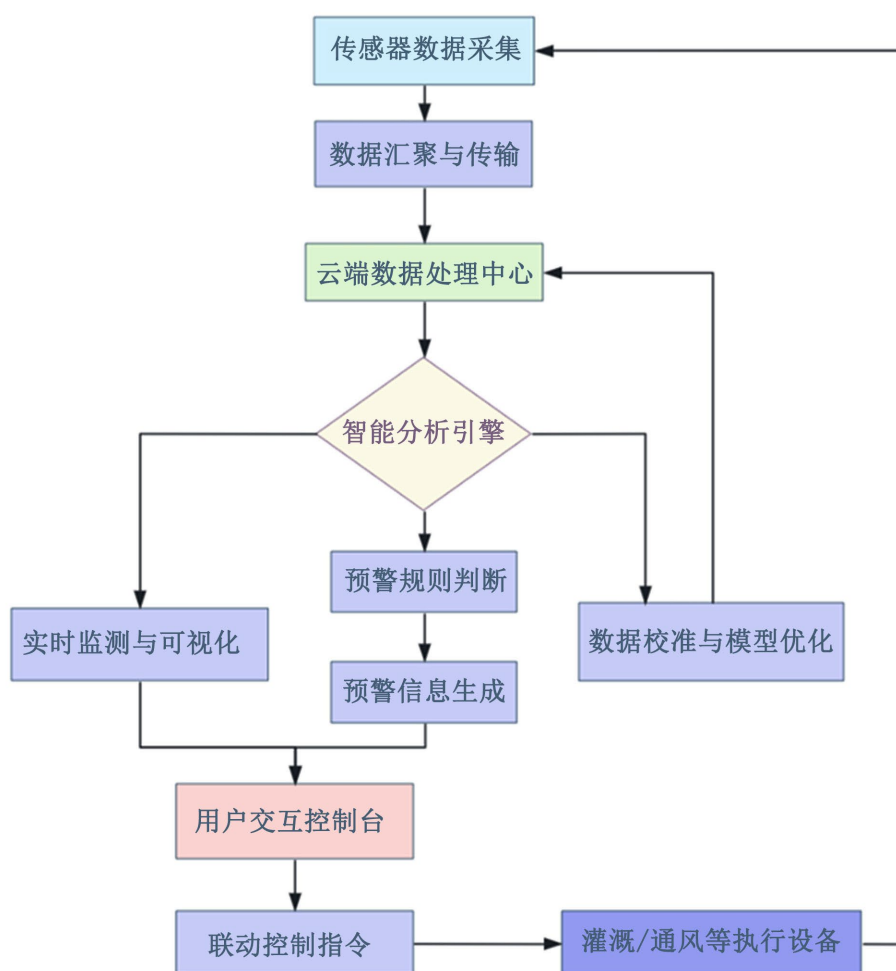 传感器数据采集
数据汇聚与传输
云端数据处理中心
智能分析引擎
预警规则判断
实时监测与可视化
数据校准与模型优化
预警信息生成
用户交互控制台
联动控制指令
灌溉/通风等执行设备